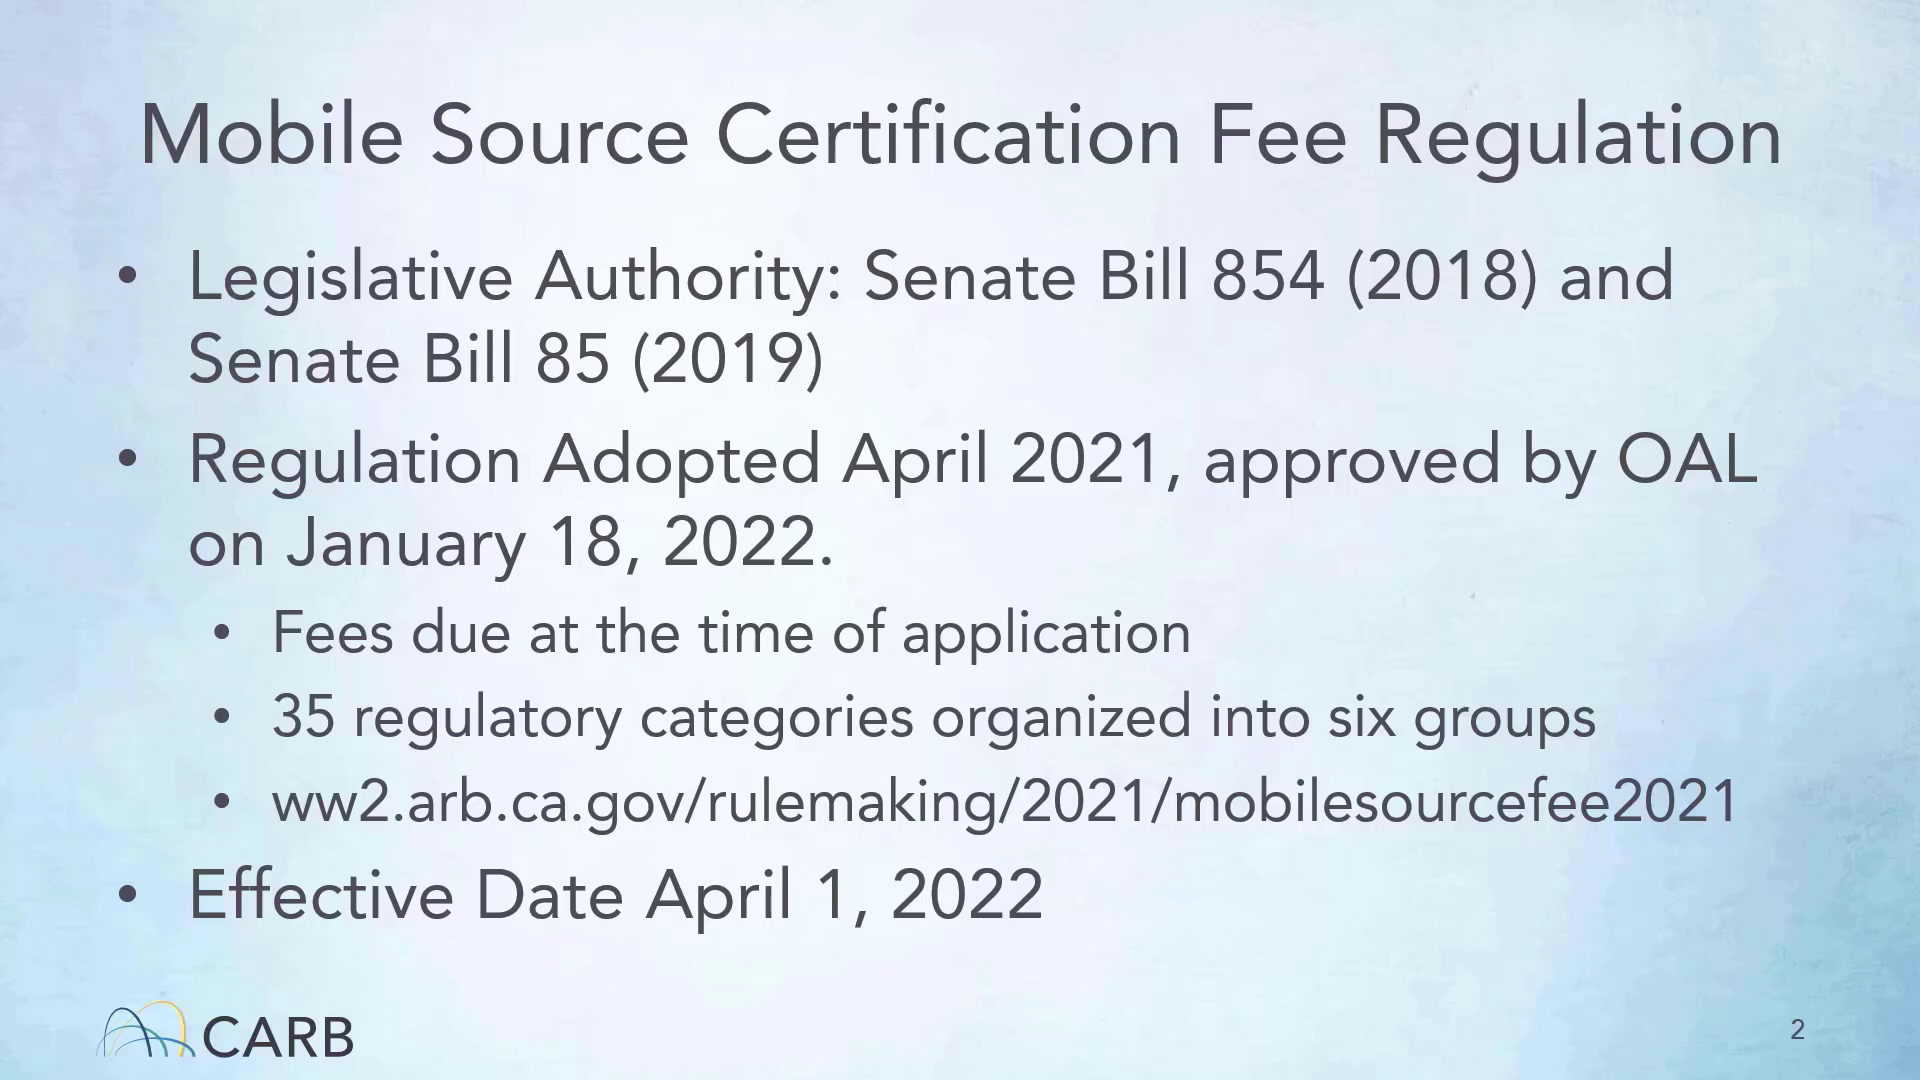 Mobile Source Certification Fee Regulation
• Legislative Authority: Senate Bill 854 (2018) and
Senate Bill 85 (2019)
• Regulation Adopted April 2021, approved by OAL
on January 18, 2022.
• Fees due at the time of application
• 35 regulatory categories organized into six groups
• ww2.arb.ca.gov/rulemaking/2021/mobilesourcefee2021
• Effective Date April 1, 2022
CARB
2